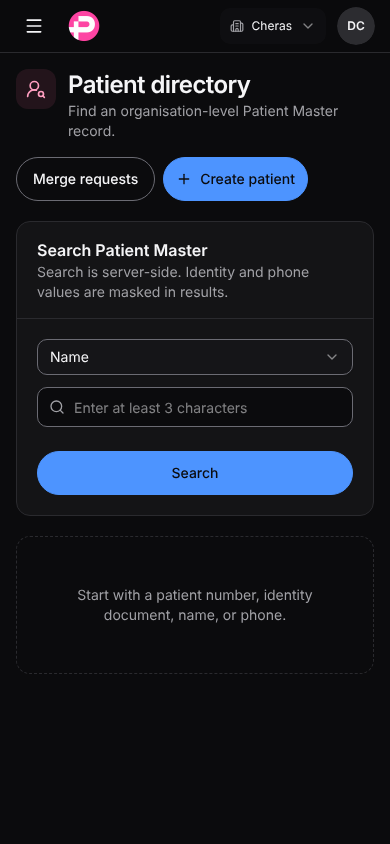 Cheras
DC
Patient directory
Find an organisation-level Patient Master
record.
Merge requests
Create patient
Search Patient Master
Search is server-side. Identity and phone
values are masked in results.
Name
Enter at least 3 characters
Search
Start with a patient number, identity
document, name, or phone.